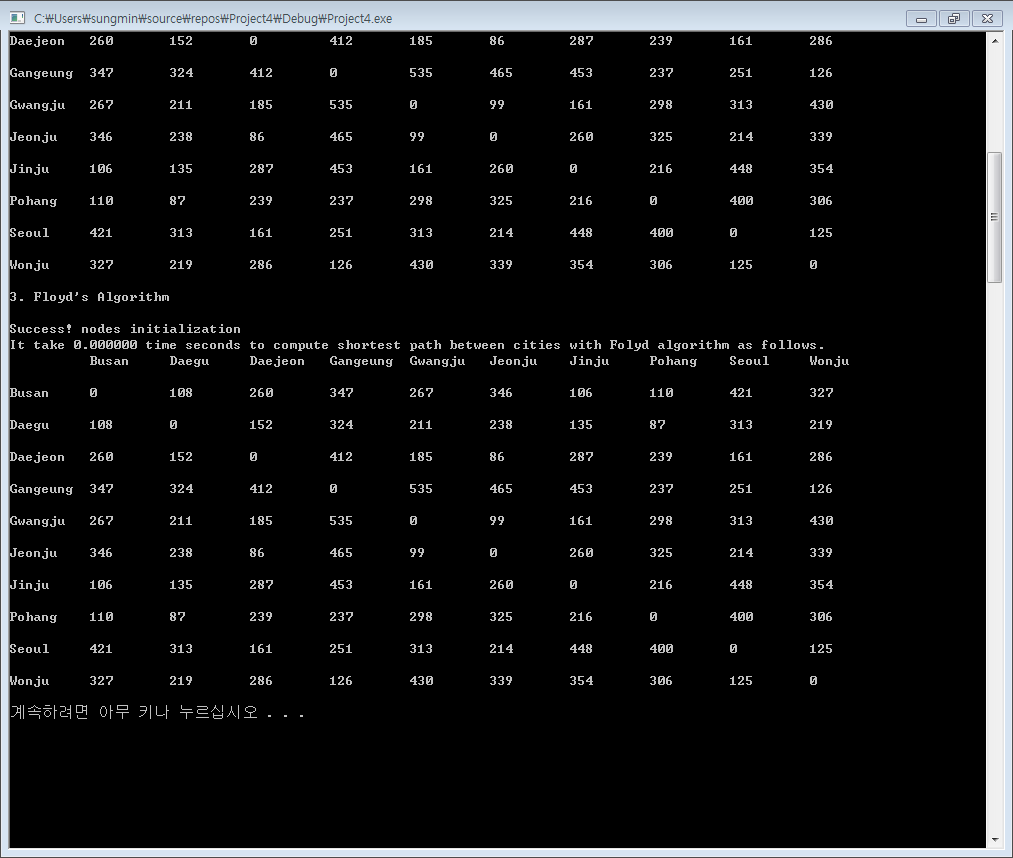 C:₩Users₩sungmin₩source₩repos₩Project4₩Debug₩Project4.exe
Daejeon 260 152 0 412 185 86 287 239 161 286
Gangeung 347 324 412 0 535 465 453 237 251 126
Gwangju 267 211 185 535 0 99 161 298 313 430
Jeonju 346 238 86 465 99 0 260 325 214 339
Jinju 106 135 287 453 161 260 0 216 448 354
Pohang 110 87 239 237 298 325 216 0 400 306
Seoul 421 313 161 251 313 214 448 400 0 125
Wonju 327 219 286 126 430 339 354 306 125 0
3. Floyd's Algorithm
Success! nodes initialization
It take 0.000000 time seconds to compute shortest path between cities with Folyd algorithm as follows.
Busan Daegu Daejeon Gangeung Gwangju Jeonju Jinju Pohang Seoul Wonju
Busan 0 108 260 347 267 346 106 110 421 327
Daegu 108 0 152 324 211 238 135 87 313 219
Daejeon 260 152 0 412 185 86 287 239 161 286
Gangeung 347 324 412 0 535 465 453 237 251 126
Gwangju 267 211 185 535 0 99 161 298 313 430
Jeonju 346 238 86 465 99 0 260 325 214 339
Jinju 106 135 287 453 161 260 0 216 448 354
Pohang 110 87 239 237 298 325 216 0 400 306
Seoul 421 313 161 251 313 214 448 400 0 125
Wonju 327 219 286 126 430 339 354 306 125 0
계속하려면 아무 키나 누르십시오 . . .